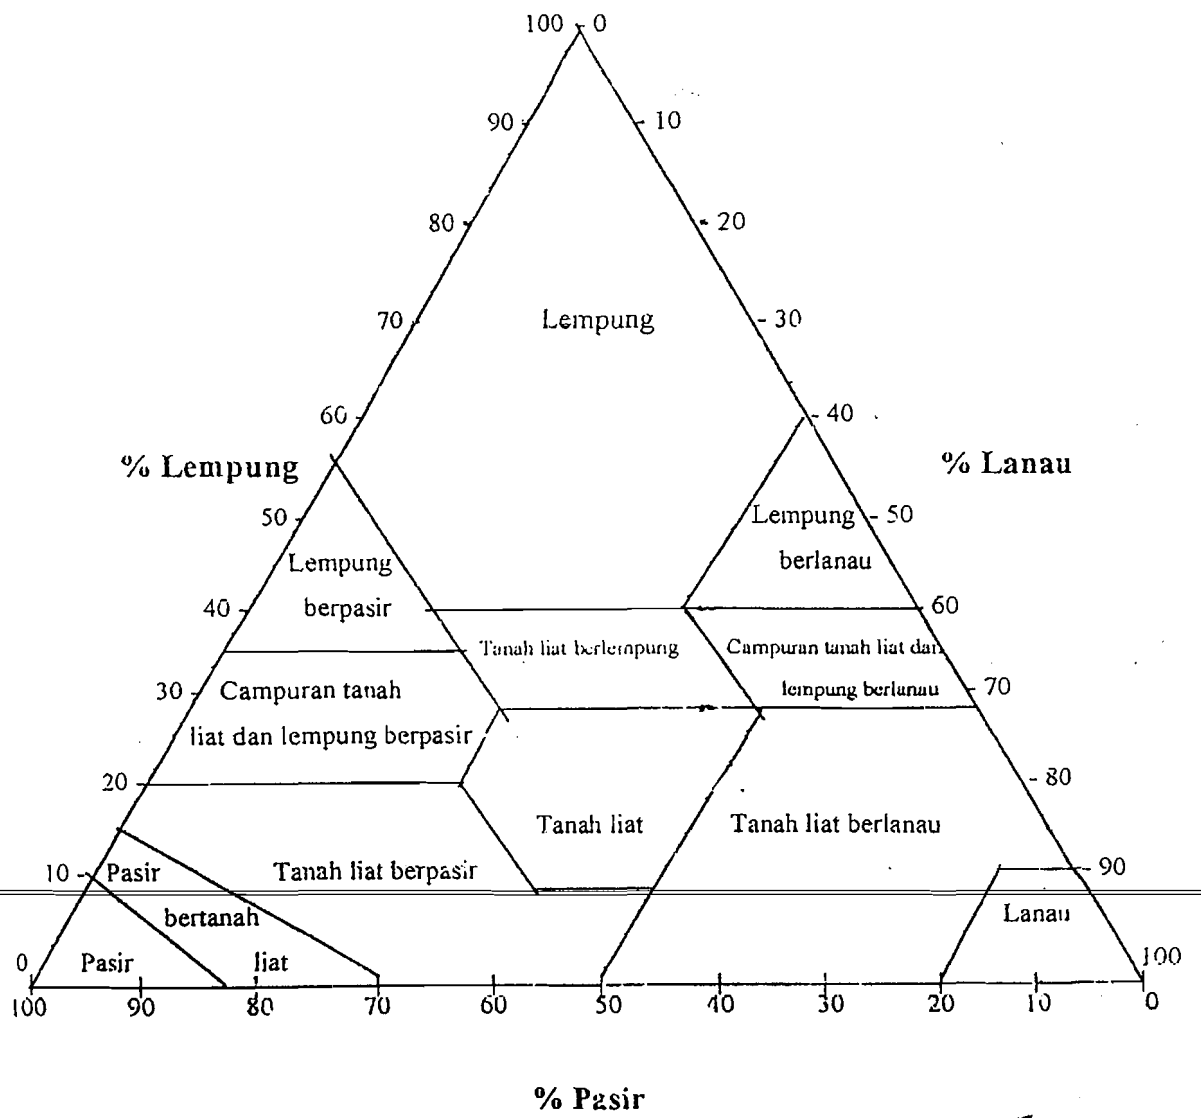 100 0
90 10
80 20
70 Lempung 30
60 40
% Lempung % Lanau
50 Lempung 50
Lempung berlanau
40 berpasir 60
Tanah liat berlempung Campuran tanah liat dan
30 Campuran tanah lempung berlanau 70
liat dan lempung berpasir
20 80
Tanah liat Tanah liat berlanau
10 Pasir Tanah liat berpasir 90
bertanah Lanau
0 Pasir liat 100
100 90 80 70 60 50 40 30 20 10 0
% Pasir